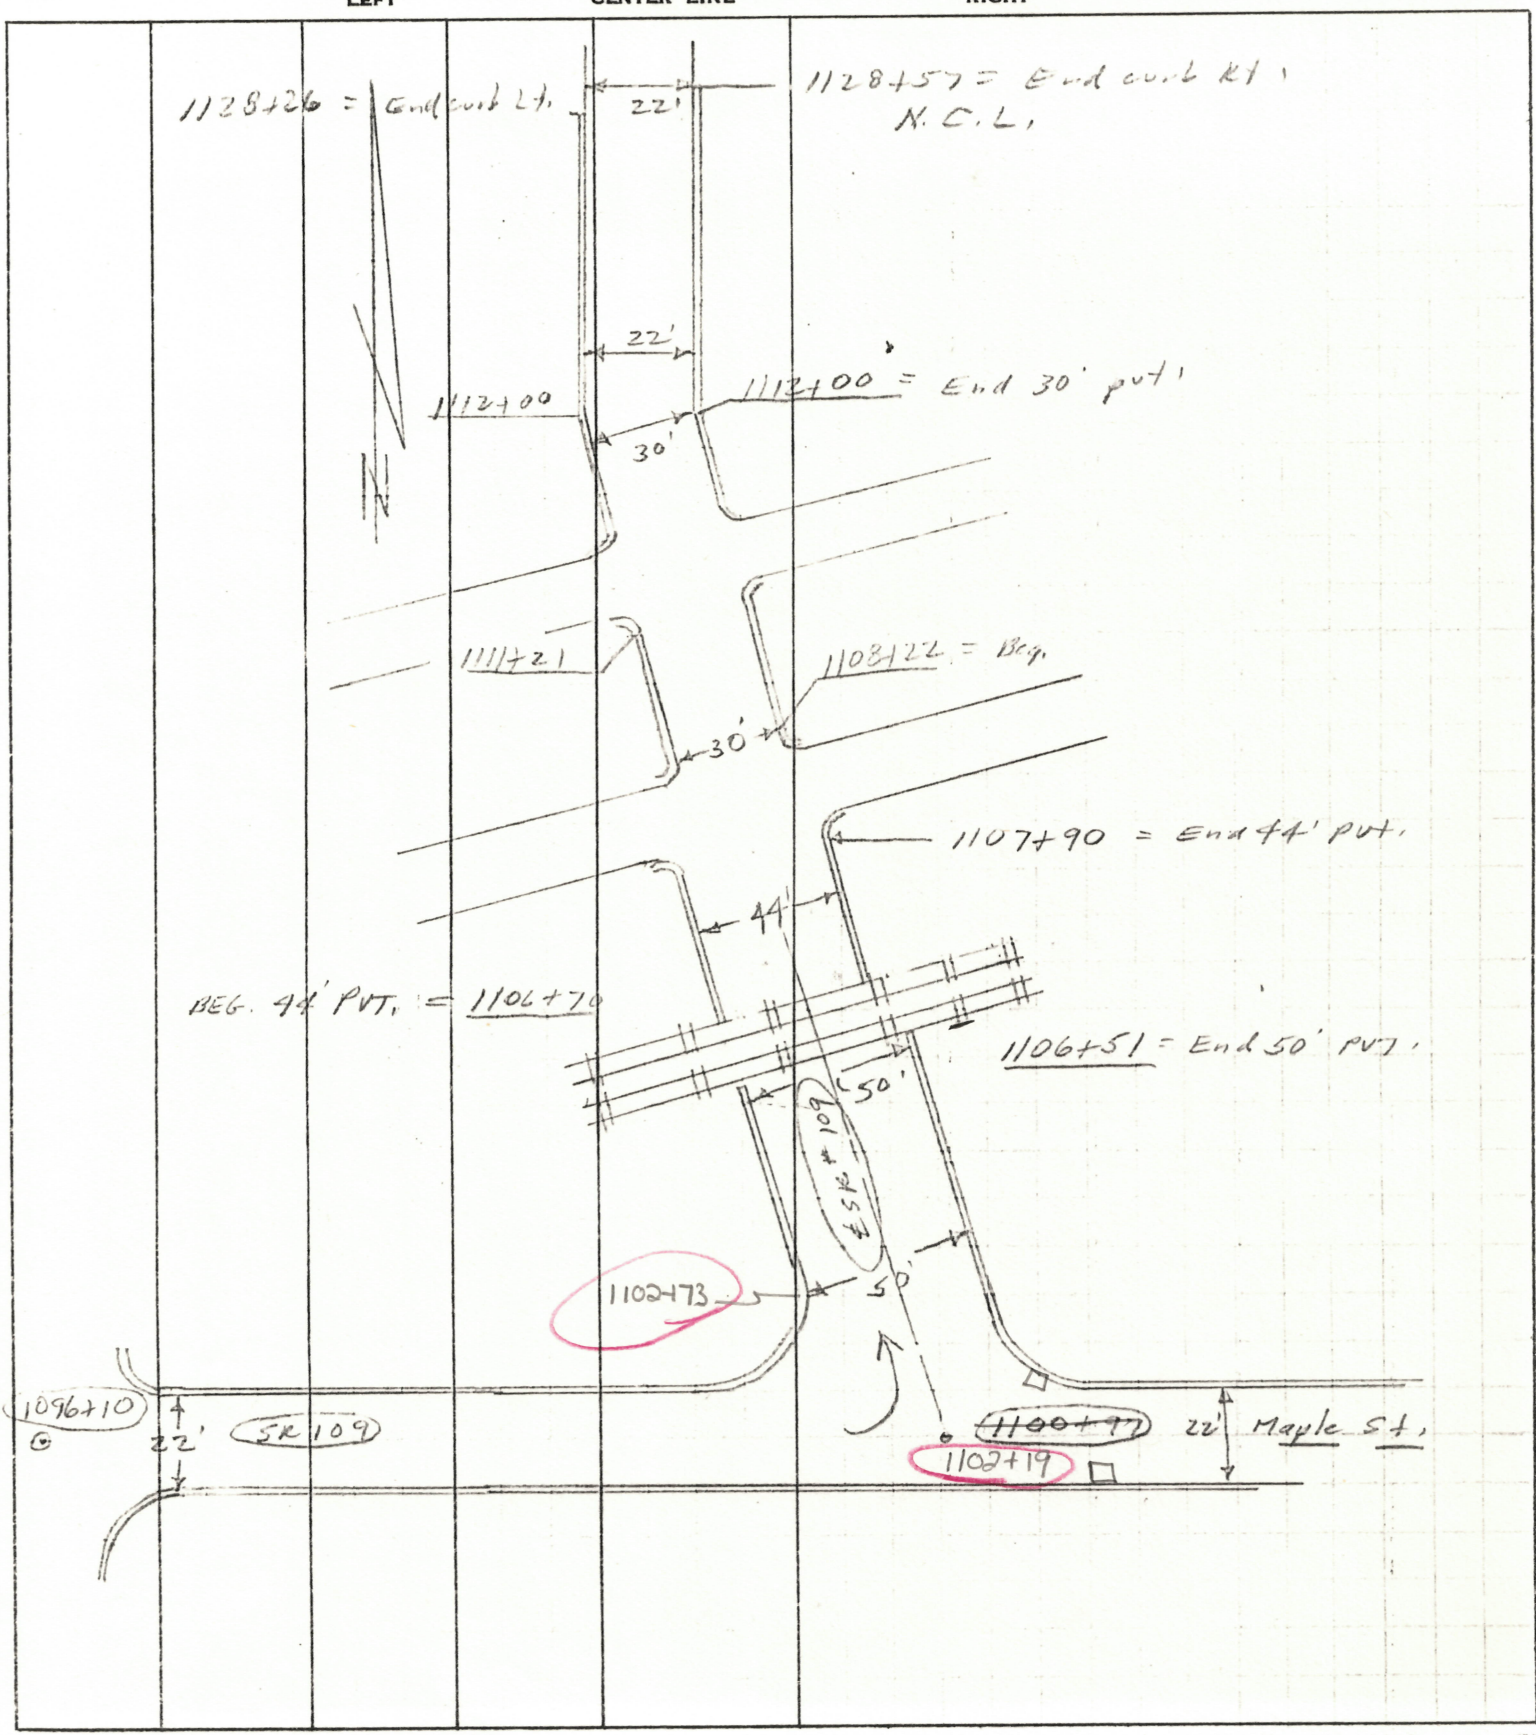 LEFT CENTER LINE RIGHT
1128+26 = End curb Lt.
22'
1128+57 = End curb Rt.
N.C.L.
22'
1112+00
1112+00 = End 30' pvt.
30'
N
1111+21
1108+22 = Beg.
30'
1107+90 = End 44' Pvt.
44'
BEG. 44' PVT. = 1106+70
1106+51 = End 50' PVT.
50'
SR # 109
1102+73
50'
1096+10
22'
SR 109
1100+97
22' Maple St.
1102+19